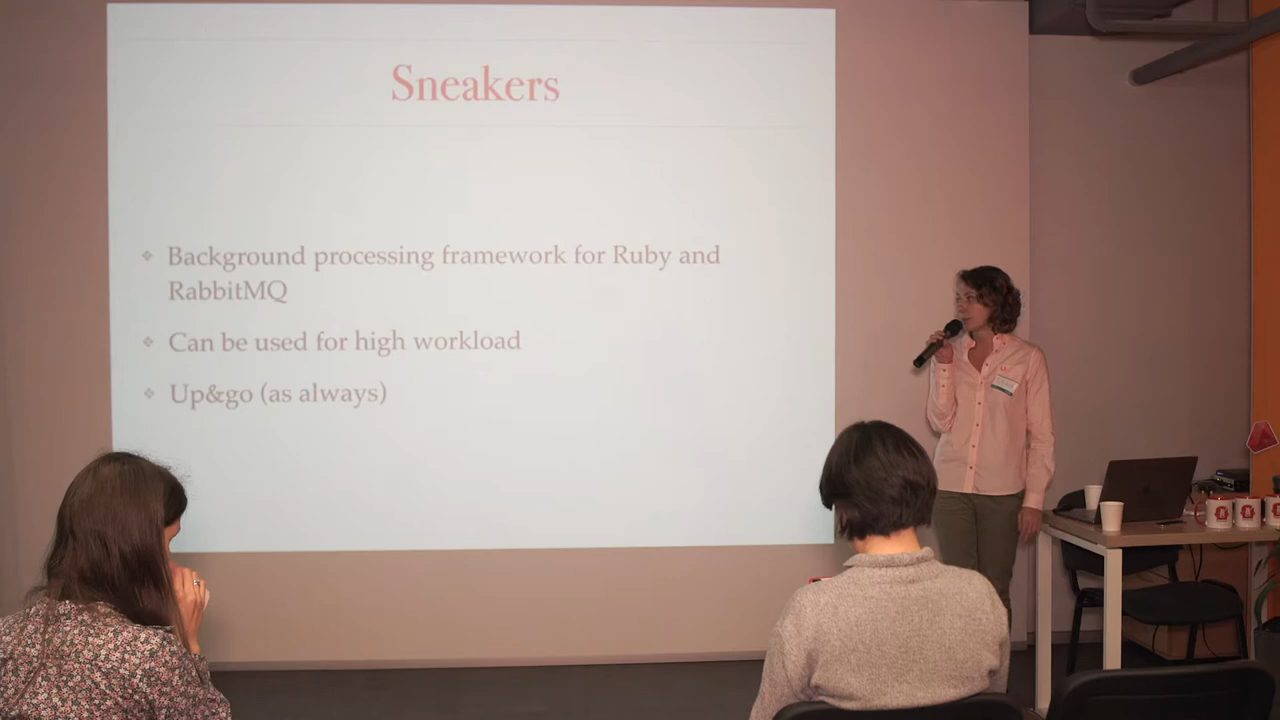 Sneakers
Background processing framework for Ruby and
RabbitMQ
Can be used for high workload
Up&go (as always)